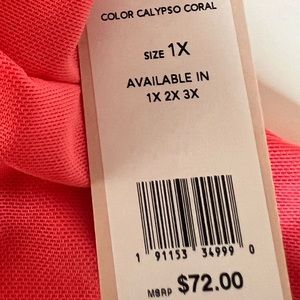 COLOR CALYPSO CORAL
SIZE 1X
AVAILABLE IN
1X 2X 3X
1 91153 34999 0
MSRP $72.00